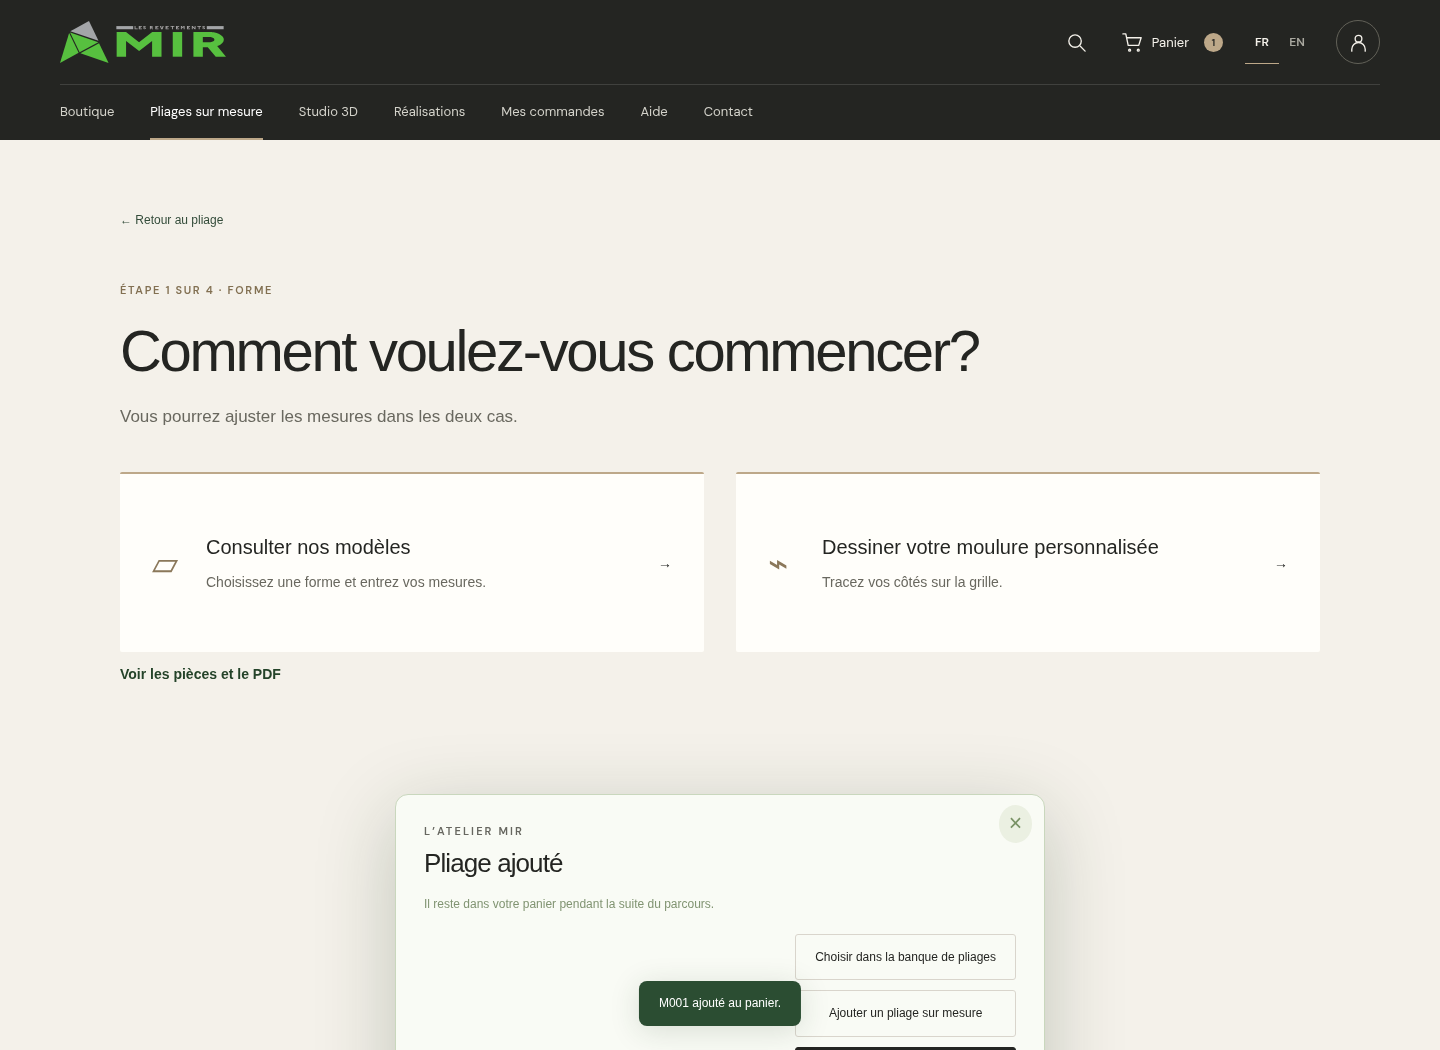 LES REVÊTEMENTS
MIR
Panier 1 FR EN
Boutique Pliages sur mesure Studio 3D Réalisations Mes commandes Aide Contact
← Retour au pliage
ÉTAPE 1 SUR 4 · FORME
Comment voulez-vous commencer?
Vous pourrez ajuster les mesures dans les deux cas.
Consulter nos modèles
Choisissez une forme et entrez vos mesures.
→
Dessiner votre moulure personnalisée
Tracez vos côtés sur la grille.
→
Voir les pièces et le PDF
L'ATELIER MIR
Pliage ajouté
Il reste dans votre panier pendant la suite du parcours.
Choisir dans la banque de pliages
M001 ajouté au panier.
Ajouter un pliage sur mesure